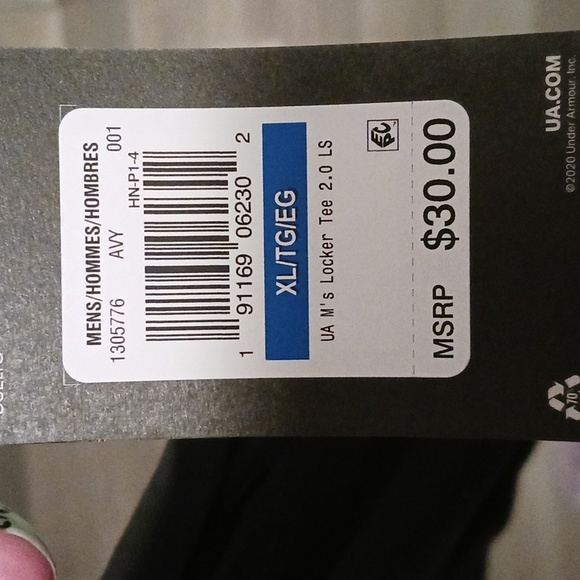 MENS/HOMMES/HOMBRES
1305776 AVY 001
HN-P1-4
1 91169 06230 2
XL/TG/EG
UA M's Locker Tee 2.0 LS
MSRP $30.00
UA.COM
©2020 Under Armour, Inc.
70